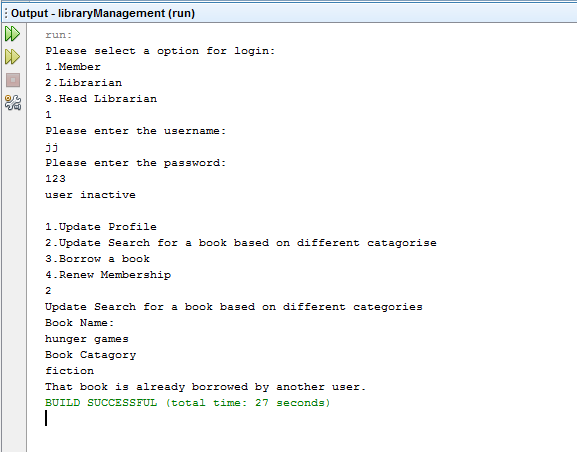 Output - libraryManagement (run)
run:
Please select a option for login:
1.Member
2.Librarian
3.Head Librarian
1
Please enter the username:
jj
Please enter the password:
123
user inactive
1.Update Profile
2.Update Search for a book based on different catagorise
3.Borrow a book
4.Renew Membership
2
Update Search for a book based on different categories
Book Name:
hunger games
Book Catagory
fiction
That book is already borrowed by another user.
BUILD SUCCESSFUL (total time: 27 seconds)